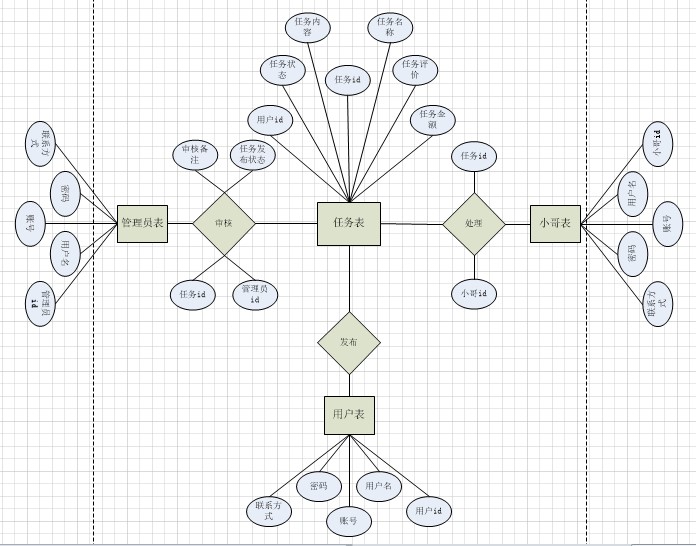 任务内
容
任务名
称
任务状
态
任务id
任务评
价
用户id
任务金
额
审核备
注
任务发
布状态
任务id
联系方
式
密码
账号
用户名
管理员
id
管理员表
审核
任务表
处理
小哥表
小哥id
用户名
账号
密码
联系方
式
任务id
管理员
id
小哥id
发布
用户表
联系方
式
密码
账号
用户名
用户id